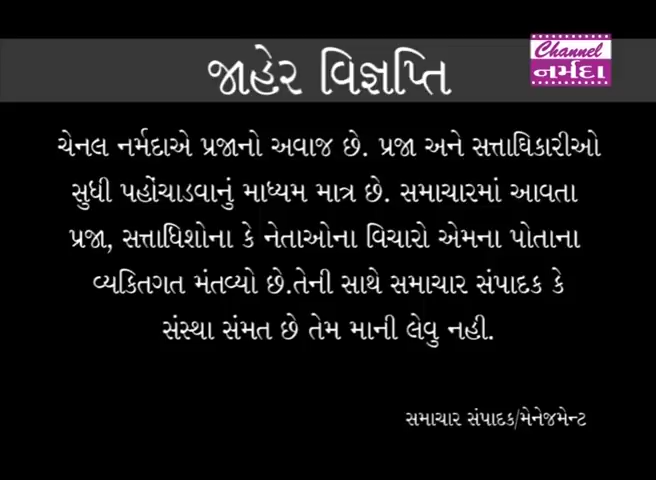 Channel
નર્મદા
જાહેર વિજ્ઞપ્તિ
ચેનલ નર્મદાએ પ્રજાનો અવાજ છે. પ્રજા અને સત્તાધિકારીઓ
સુધી પહોંચાડવાનું માધ્યમ માત્ર છે. સમાચારમાં આવતા
પ્રજા, સત્તાધિશોના કે નેતાઓના વિચારો એમના પોતાના
વ્યકિતગત મંતવ્યો છે.તેની સાથે સમાચાર સંપાદક કે
સંસ્થા સંમત છે તેમ માની લેવુ નહી.
સમાચાર સંપાદક/મેનેજમેન્ટ